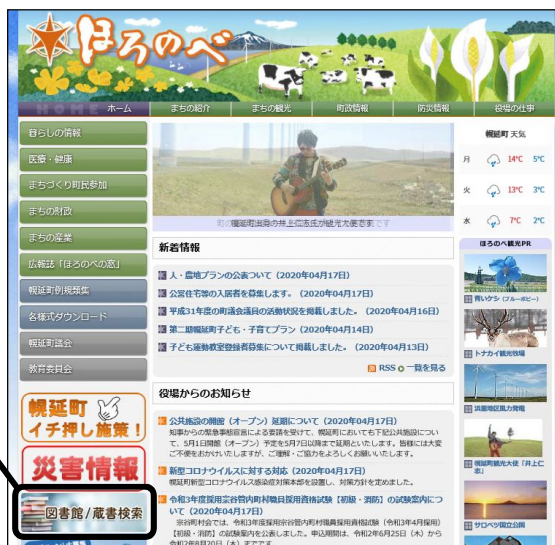 ほろのべ
HOME ホーム
まちの紹介
まちの観光
町政情報
防災情報
役場の仕事
暮らしの情報
医療・健康
まちづくり町民参加
まちの財政
まちの産業
広報誌「ほろのべの窓」
幌延町例規類集
各様式ダウンロード
幌延町議会
教育委員会
幌延町
イチ押し施策！
災害情報
図書館/蔵書検索
新着情報
人・農地プランの公表ついて（2020年04月17日）
公営住宅等の入居者を募集します。（2020年04月17日）
平成31年度の町議会議員の活動状況を掲載しました。（2020年04月16日）
第二期幌延町子ども・子育てプラン（2020年04月14日）
子ども運動教室登録者募集について掲載しました。（2020年04月13日）
RSS 一覧を見る
役場からのお知らせ
公共施設の開館（オープン）延期について（2020年04月17日）
知事からの緊急事態宣言による要請を受けて、幌延町においても下記公共施設につい
て、5月1日開館（オープン）予定を5月7日以降まで延期といたします。皆様には大変
ご不便をおかけいたしますが、ご理解・ご協力をよろしくお願いいたします。
新型コロナウイルスに対する対応（2020年04月17日）
幌延町新型コロナウイルス感染症対策本部を設置し、対策方針を定めました。
令和3年度採用宗谷管内町村職員採用資格試験【初級・消防】の試験案内につ
いて（2020年04月17日）
宗谷町村会では、令和3年度採用宗谷管内町村職員採用資格試験（令和3年4月採用）
【初級・消防】の試験案内を公表しました。申込期間は、令和2年6月25日（木）から
令和2年8月20日（木）までです。
幌延町 天気
月 14℃ 5℃
火 13℃ 3℃
水 7℃ 2℃
ほろのべ観光PR
青いケシ（ブルーポピー）
トナカイ観光牧場
浜里地区風力発電
幌延町観光大使「井上仁
志」
サロベツ国立公園